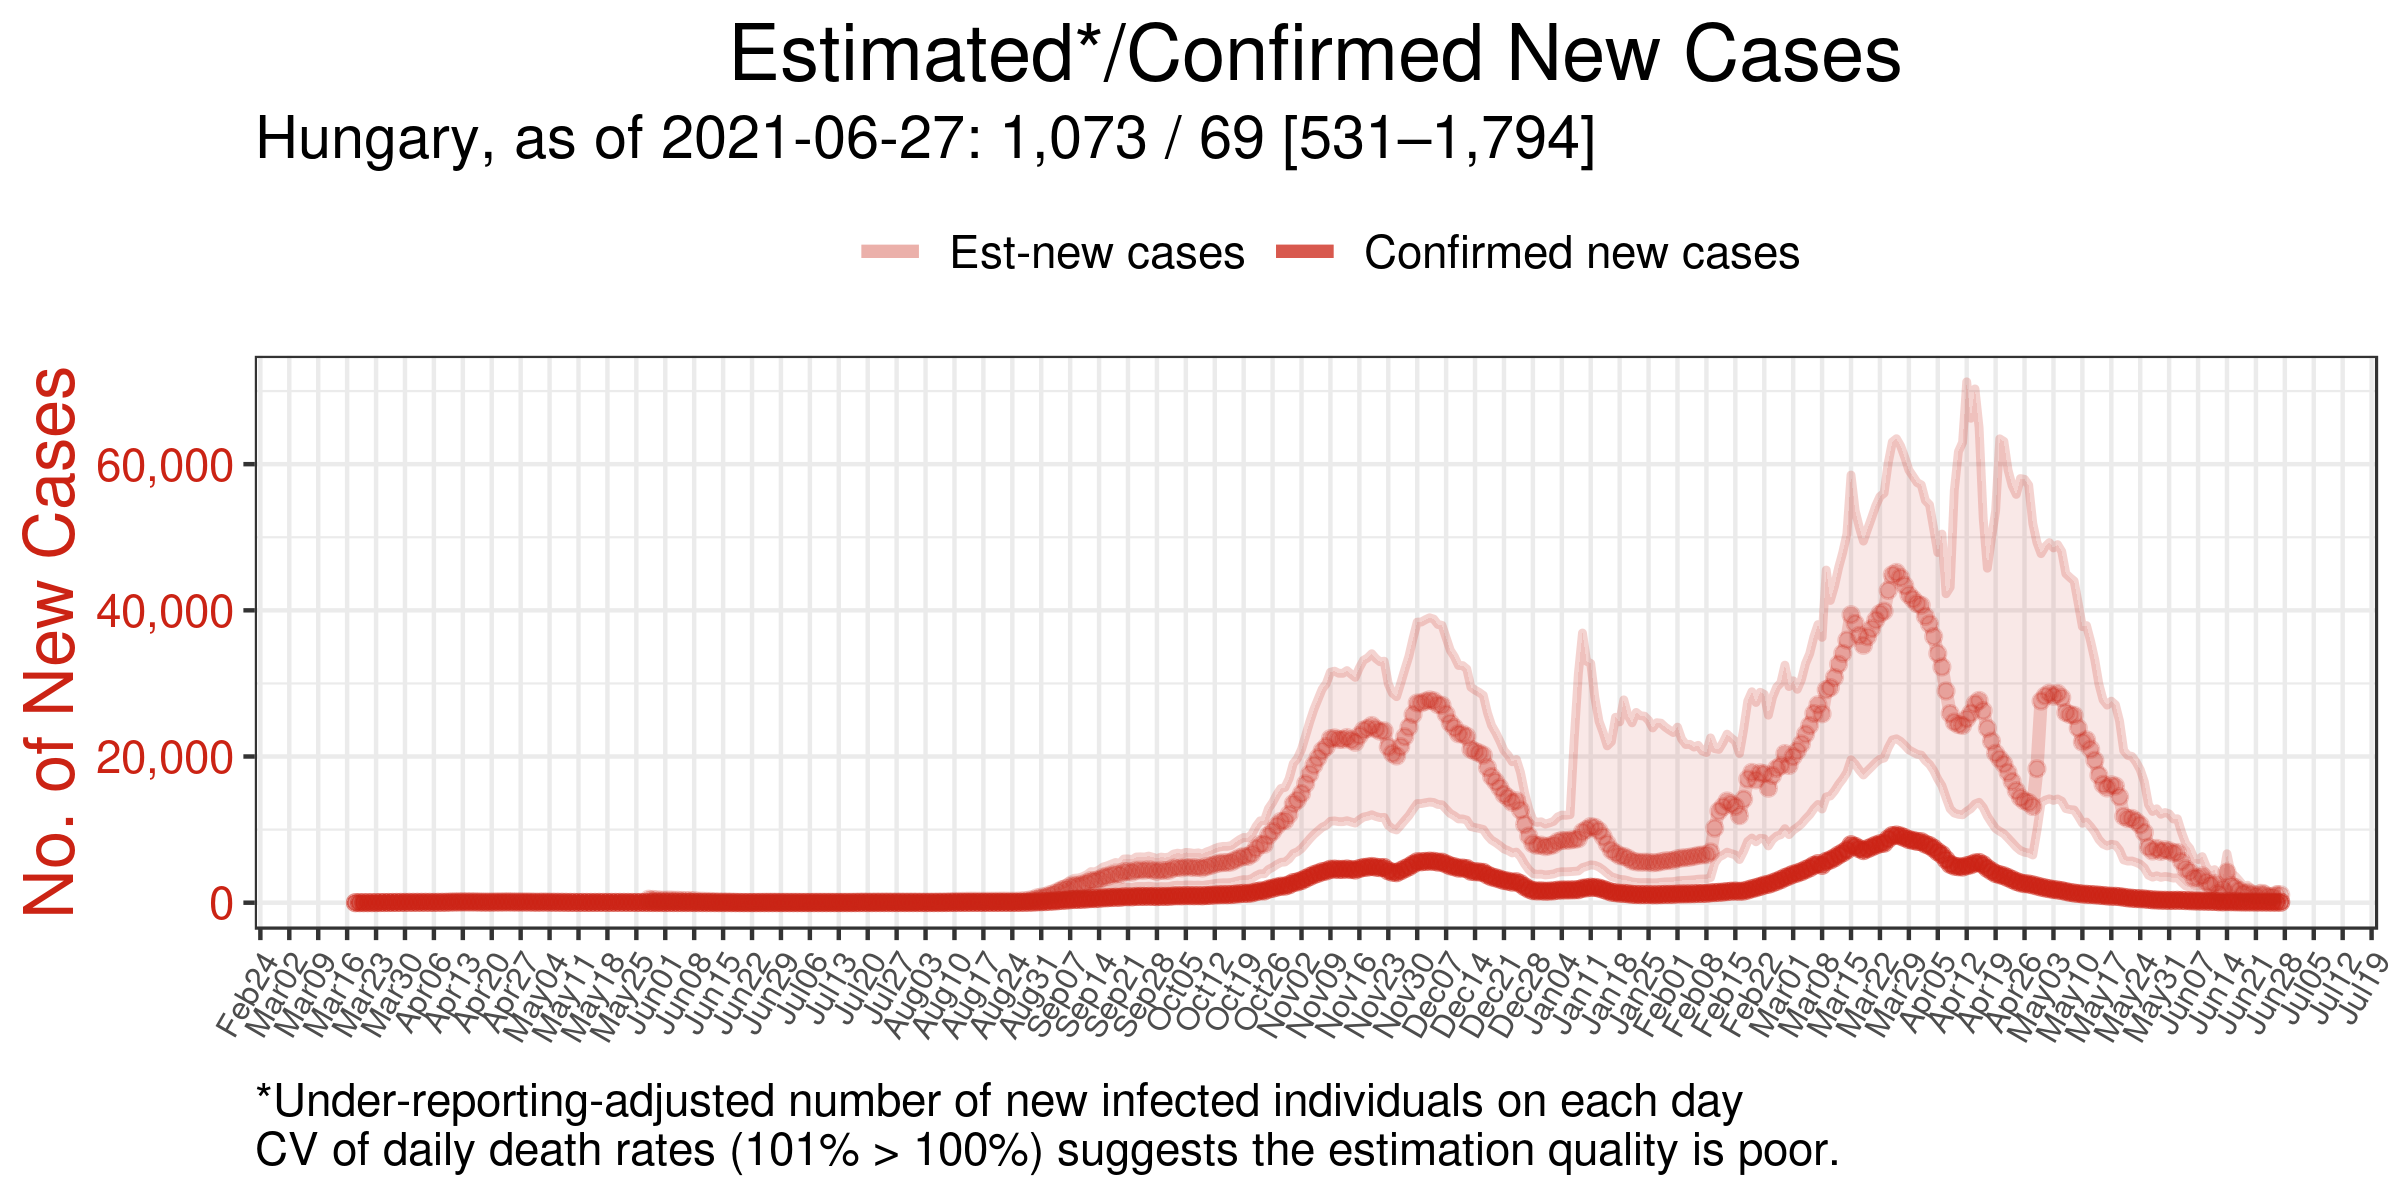 Estimated*/Confirmed New Cases
Hungary, as of 2021-06-27: 1,073 / 69 [531–1,794]
Est-new cases
Confirmed new cases
No. of New Cases
60,000
40,000
20,000
0
Feb24
Mar02
Mar09
Mar16
Mar23
Mar30
Apr06
Apr13
Apr20
Apr27
May04
May11
May18
May25
Jun01
Jun08
Jun15
Jun22
Jun29
Jul06
Jul13
Jul20
Jul27
Aug03
Aug10
Aug17
Aug24
Aug31
Sep07
Sep14
Sep21
Sep28
Oct05
Oct12
Oct19
Oct26
Nov02
Nov09
Nov16
Nov23
Nov30
Dec07
Dec14
Dec21
Dec28
Jan04
Jan11
Jan18
Jan25
Feb01
Feb08
Feb15
Feb22
Mar01
Mar08
Mar15
Mar22
Mar29
Apr05
Apr12
Apr19
Apr26
May03
May10
May17
May24
May31
Jun07
Jun14
Jun21
Jun28
Jul05
Jul12
Jul19
*Under-reporting-adjusted number of new infected individuals on each day
CV of daily death rates (101% > 100%) suggests the estimation quality is poor.